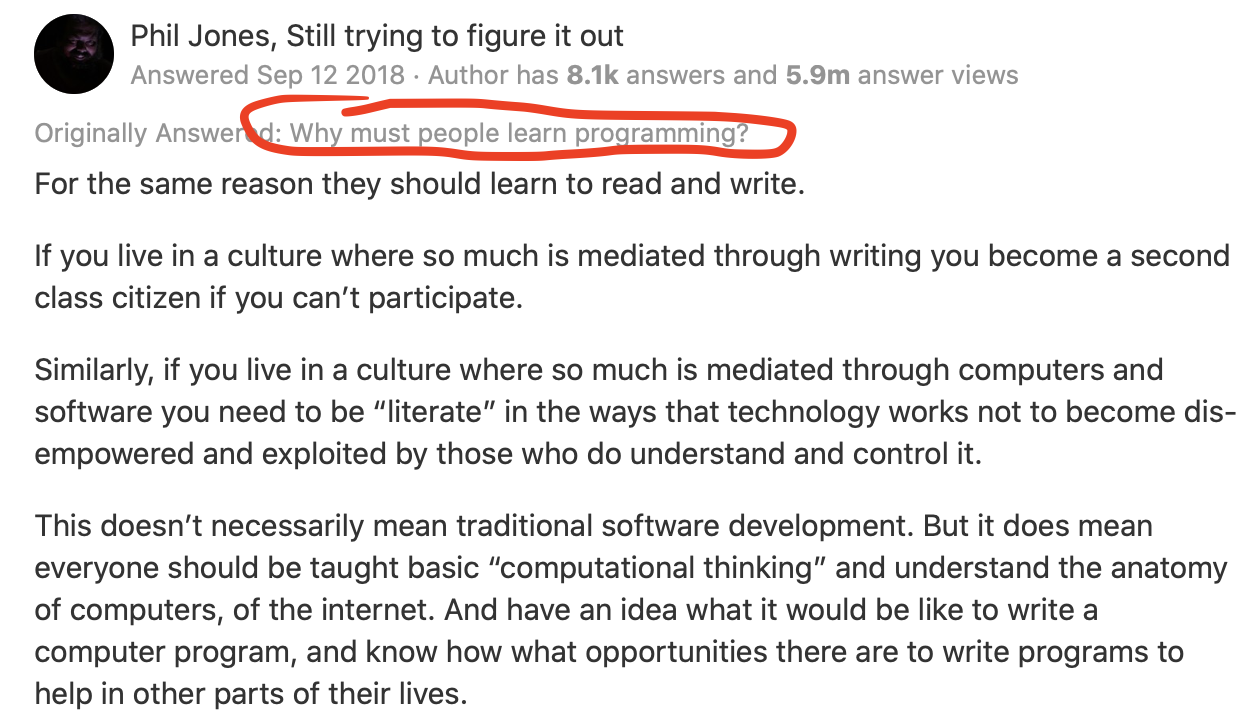 Phil Jones, Still trying to figure it out
Answered Sep 12 2018 · Author has 8.1k answers and 5.9m answer views
Originally Answered: Why must people learn programming?
For the same reason they should learn to read and write.
If you live in a culture where so much is mediated through writing you become a second
class citizen if you can’t participate.
Similarly, if you live in a culture where so much is mediated through computers and
software you need to be “literate” in the ways that technology works not to become dis-
empowered and exploited by those who do understand and control it.
This doesn’t necessarily mean traditional software development. But it does mean
everyone should be taught basic “computational thinking” and understand the anatomy
of computers, of the internet. And have an idea what it would be like to write a
computer program, and know how what opportunities there are to write programs to
help in other parts of their lives.